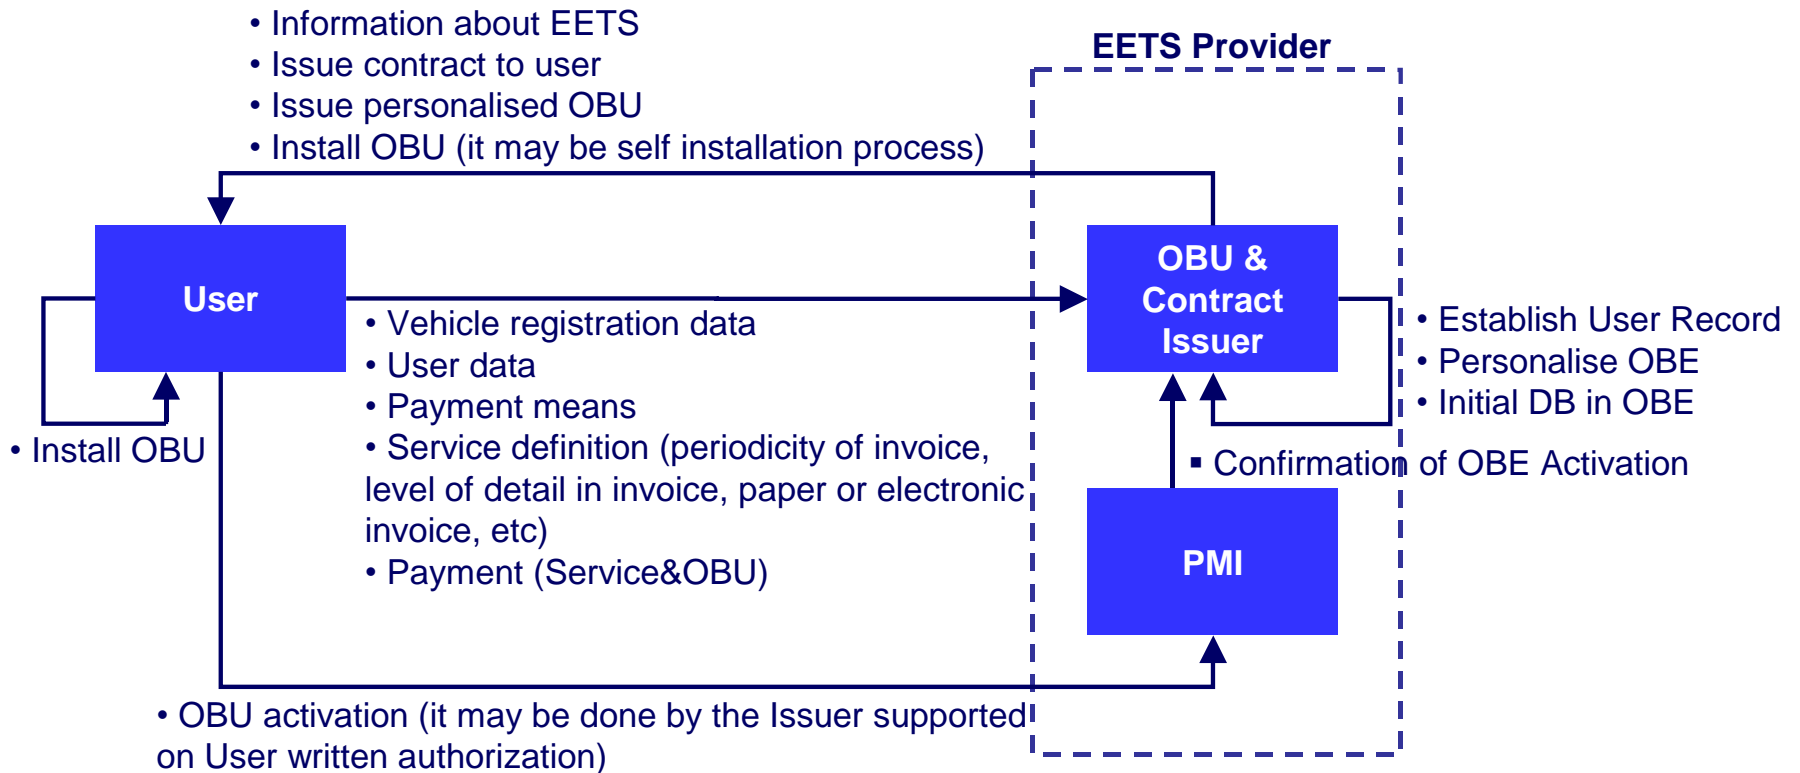 • Information about EETS
• Issue contract to user
• Issue personalised OBU
• Install OBU (it may be self installation process)
EETS Provider
User
OBU &
Contract
Issuer
• Vehicle registration data
• User data
• Payment means
• Service definition (periodicity of invoice,
level of detail in invoice, paper or electronic
invoice, etc)
• Payment (Service&OBU)
• Establish User Record
• Personalise OBE
• Initial DB in OBE
• Install OBU
▪ Confirmation of OBE Activation
PMI
• OBU activation (it may be done by the Issuer supported
on User written authorization)